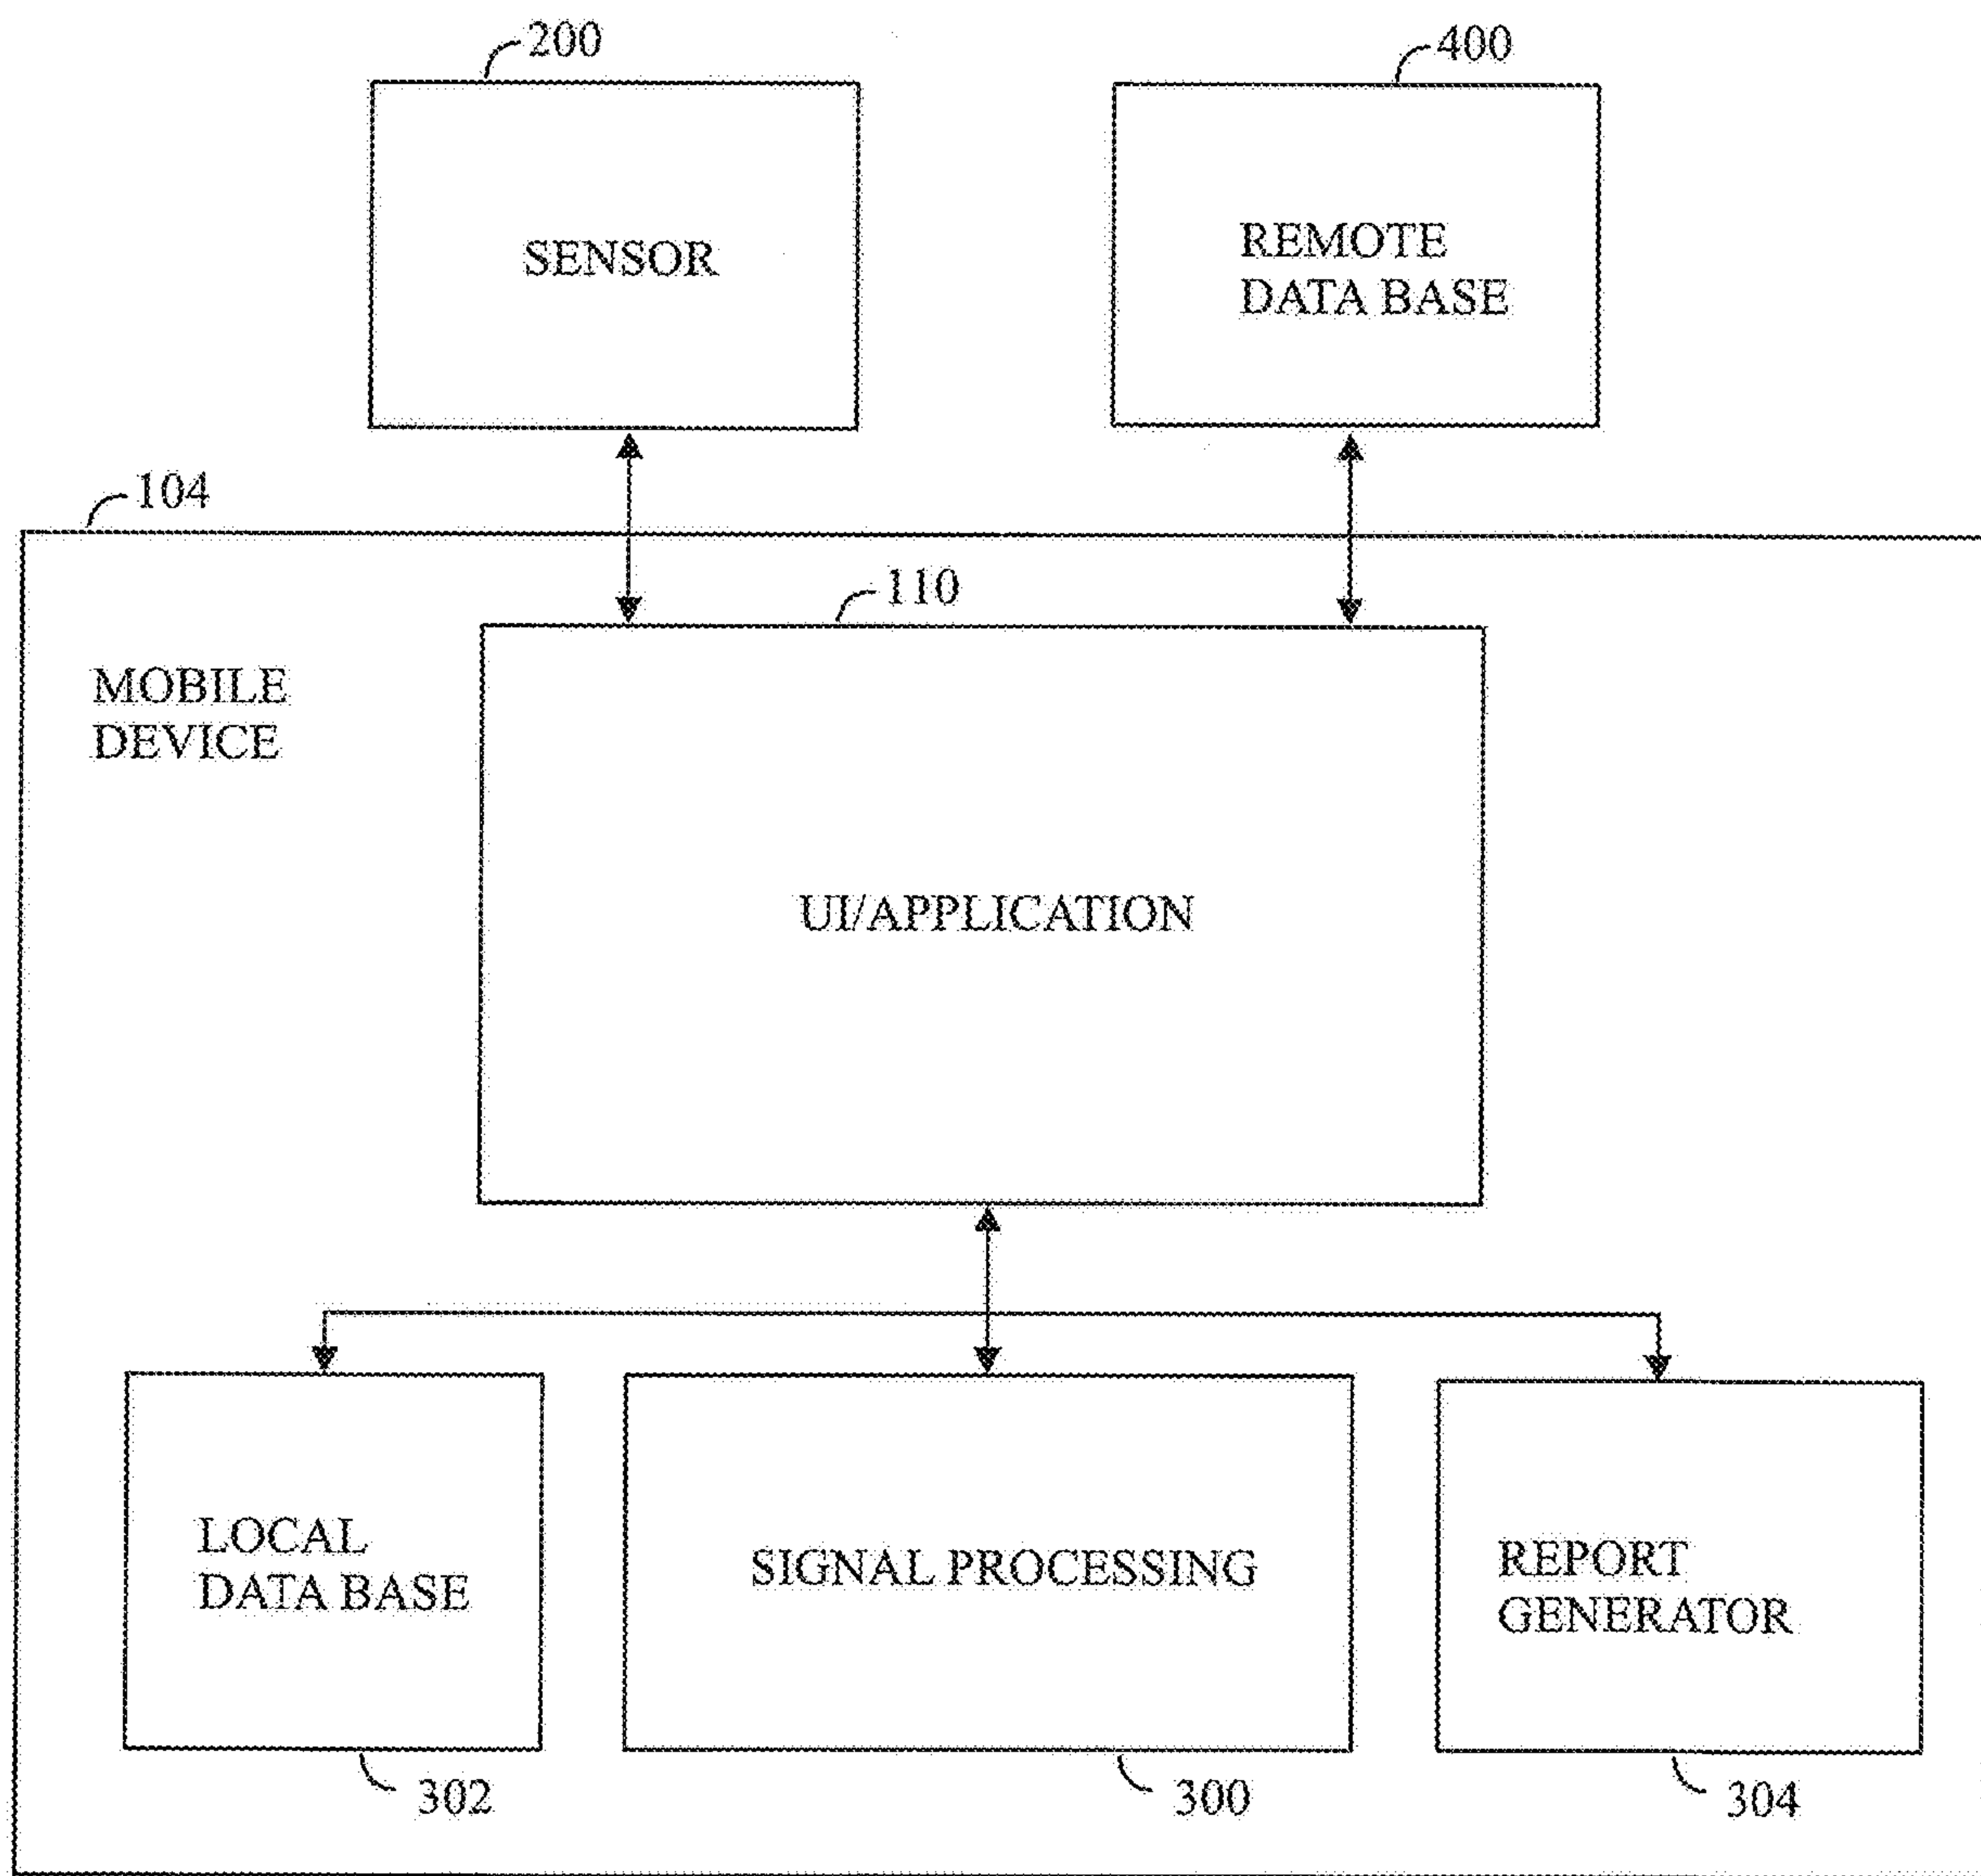 200
400
SENSOR
REMOTE
DATA BASE
104
110
MOBILE
DEVICE
UI/APPLICATION
LOCAL
DATA BASE
SIGNAL PROCESSING
REPORT
GENERATOR
302
300
304